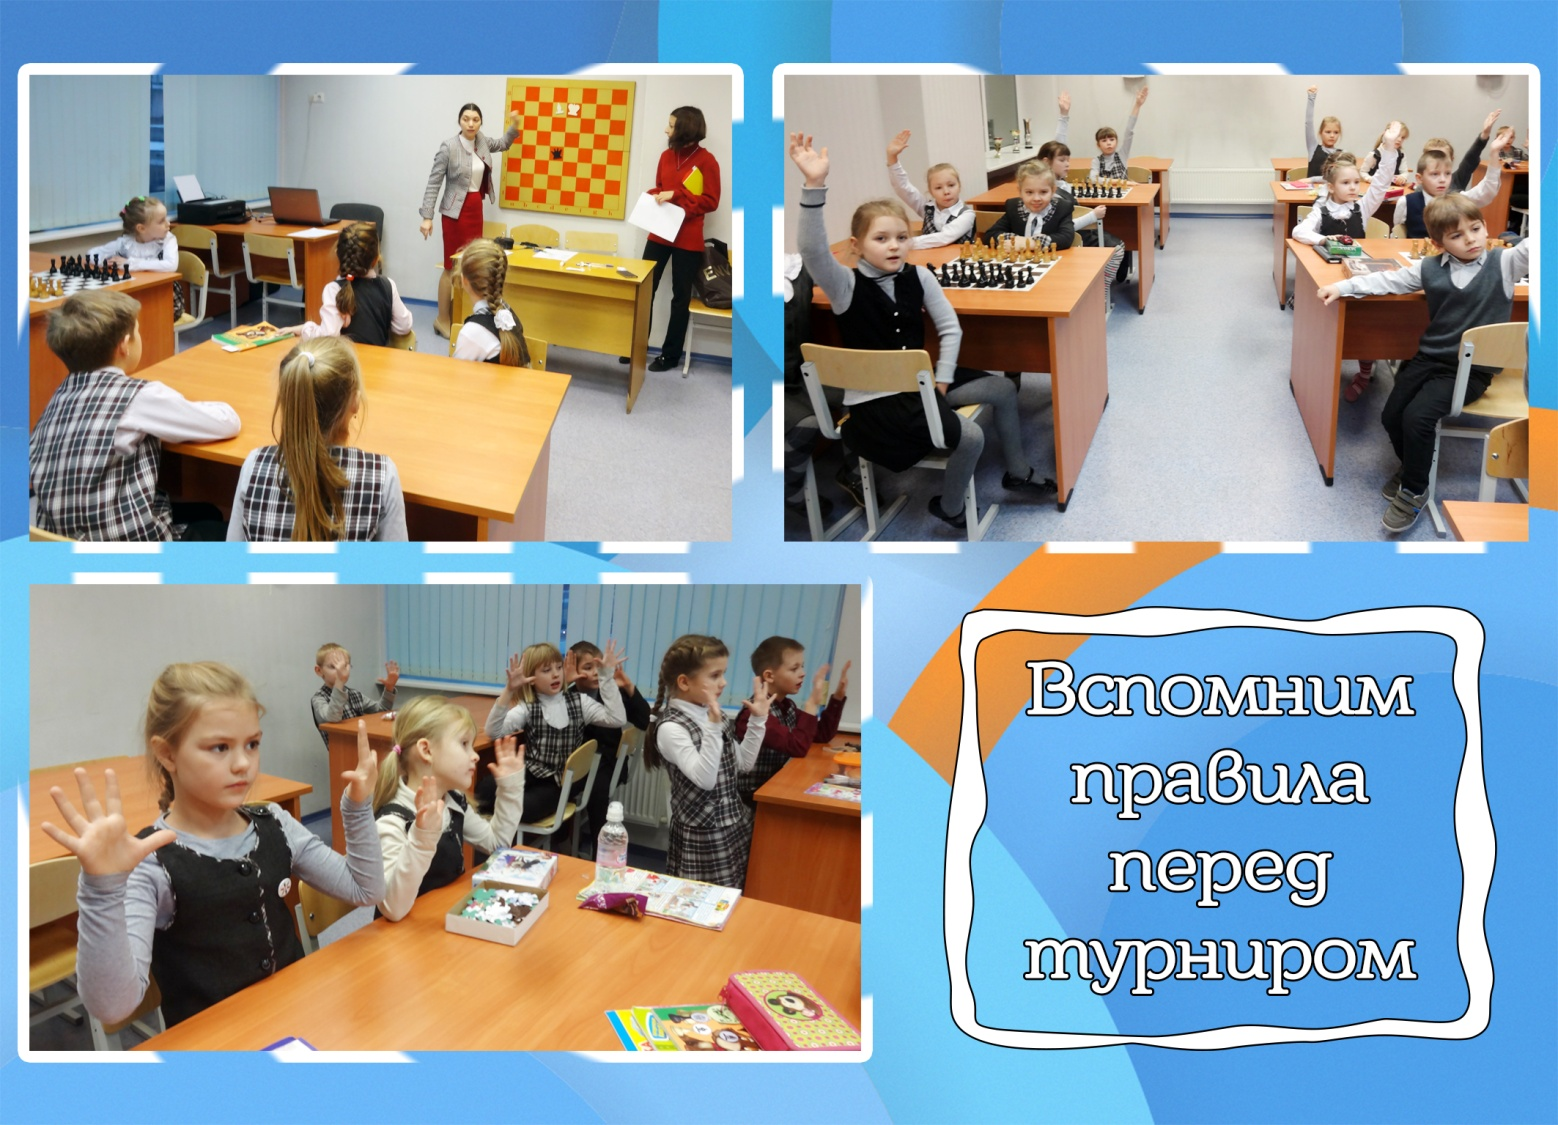 Вспомним
правила
перед
турниром